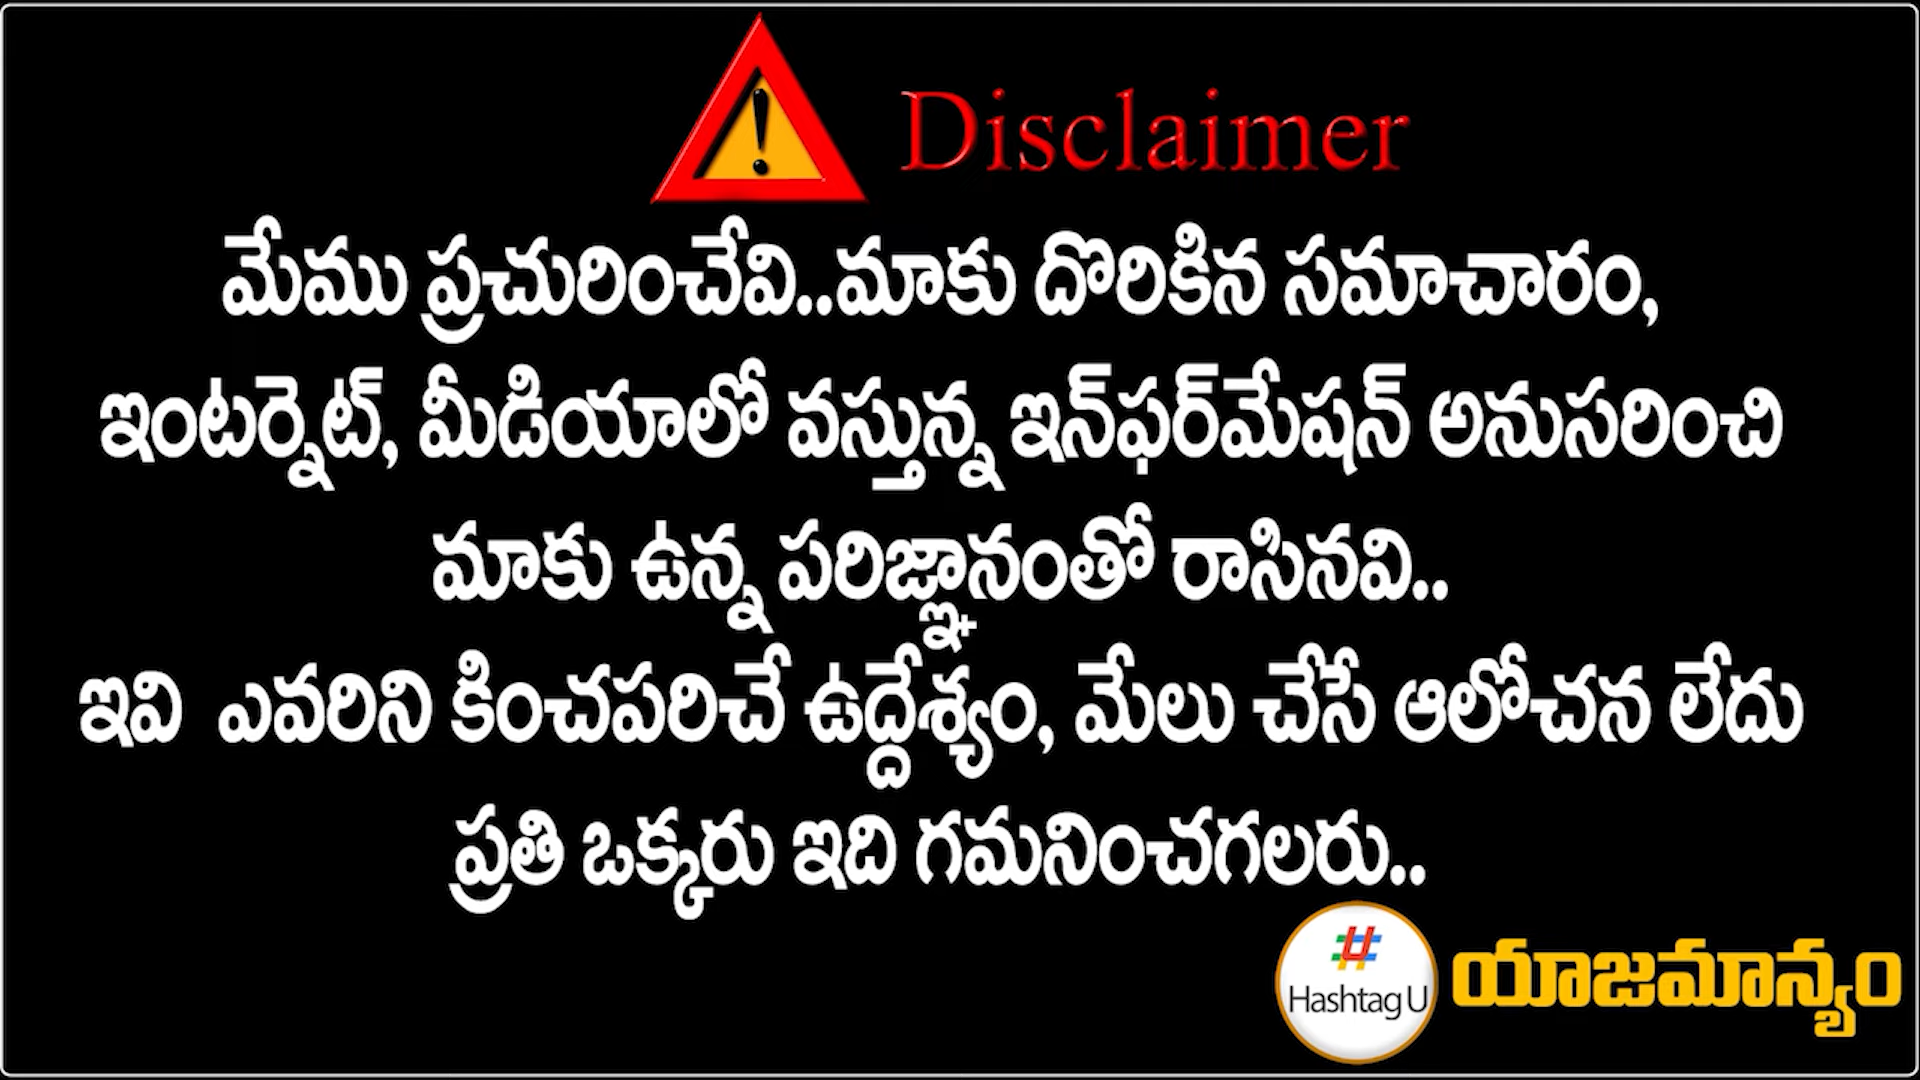 Disclaimer
మేము ప్రచురించేవి..మాకు దొరికిన సమాచారం,
ఇంటర్నెట్, మీడియాలో వస్తున్న ఇన్‌ఫర్‌మేషన్ అనుసరించి
మాకు ఉన్న పరిజ్ఞానంతో రాసినవి..
ఇవి ఎవరిని కించపరిచే ఉద్దేశ్యం, మేలు చేసే ఆలోచన లేదు
ప్రతి ఒక్కరు ఇది గమనించగలరు..
Hashtag U యాజమాన్యం